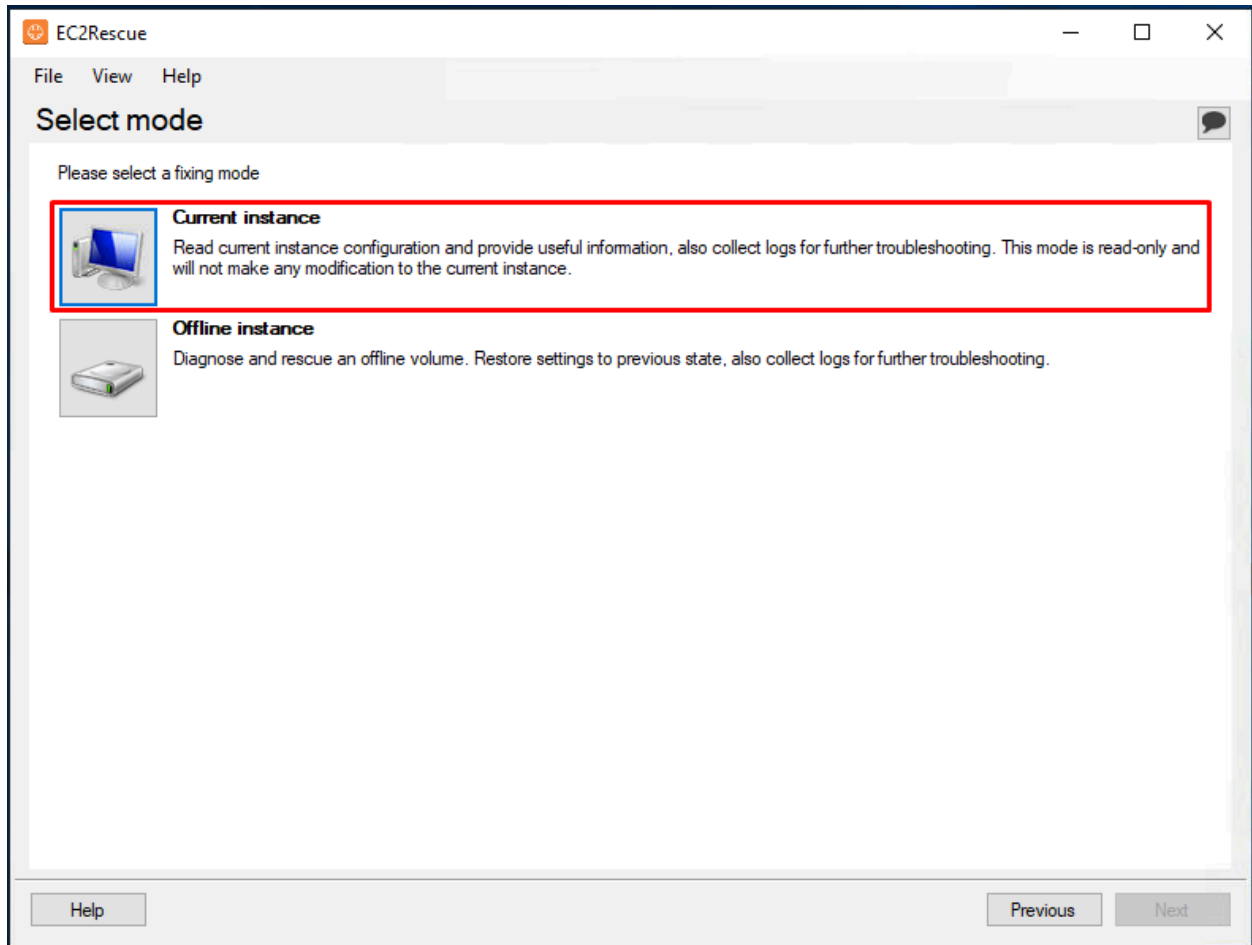 EC2Rescue
File View Help
Select mode
Please select a fixing mode
Current instance
Read current instance configuration and provide useful information, also collect logs for further troubleshooting. This mode is read-only and
will not make any modification to the current instance.
Offline instance
Diagnose and rescue an offline volume. Restore settings to previous state, also collect logs for further troubleshooting.
Help Previous Next